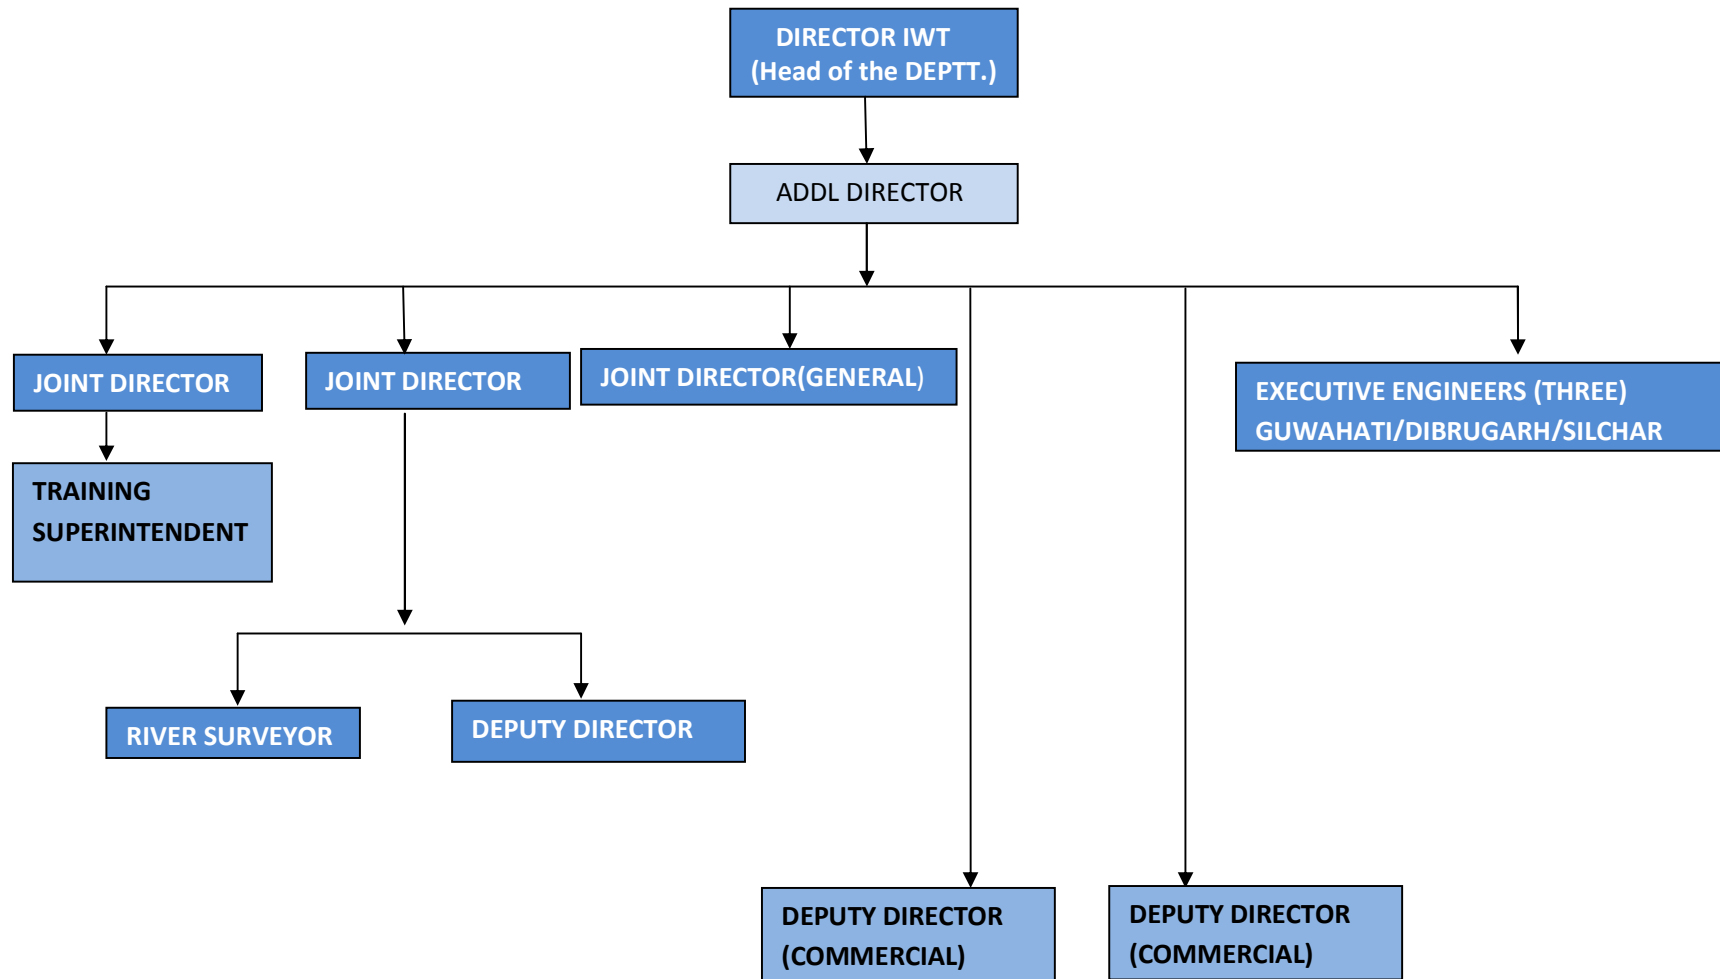 DIRECTOR IWT
(Head of the DEPTT.)
ADDL DIRECTOR
JOINT DIRECTOR
JOINT DIRECTOR
JOINT DIRECTOR(GENERAL)
EXECUTIVE ENGINEERS (THREE)
GUWAHATI/DIBRUGARH/SILCHAR
TRAINING
SUPERINTENDENT
RIVER SURVEYOR
DEPUTY DIRECTOR
DEPUTY DIRECTOR
(COMMERCIAL)
DEPUTY DIRECTOR
(COMMERCIAL)